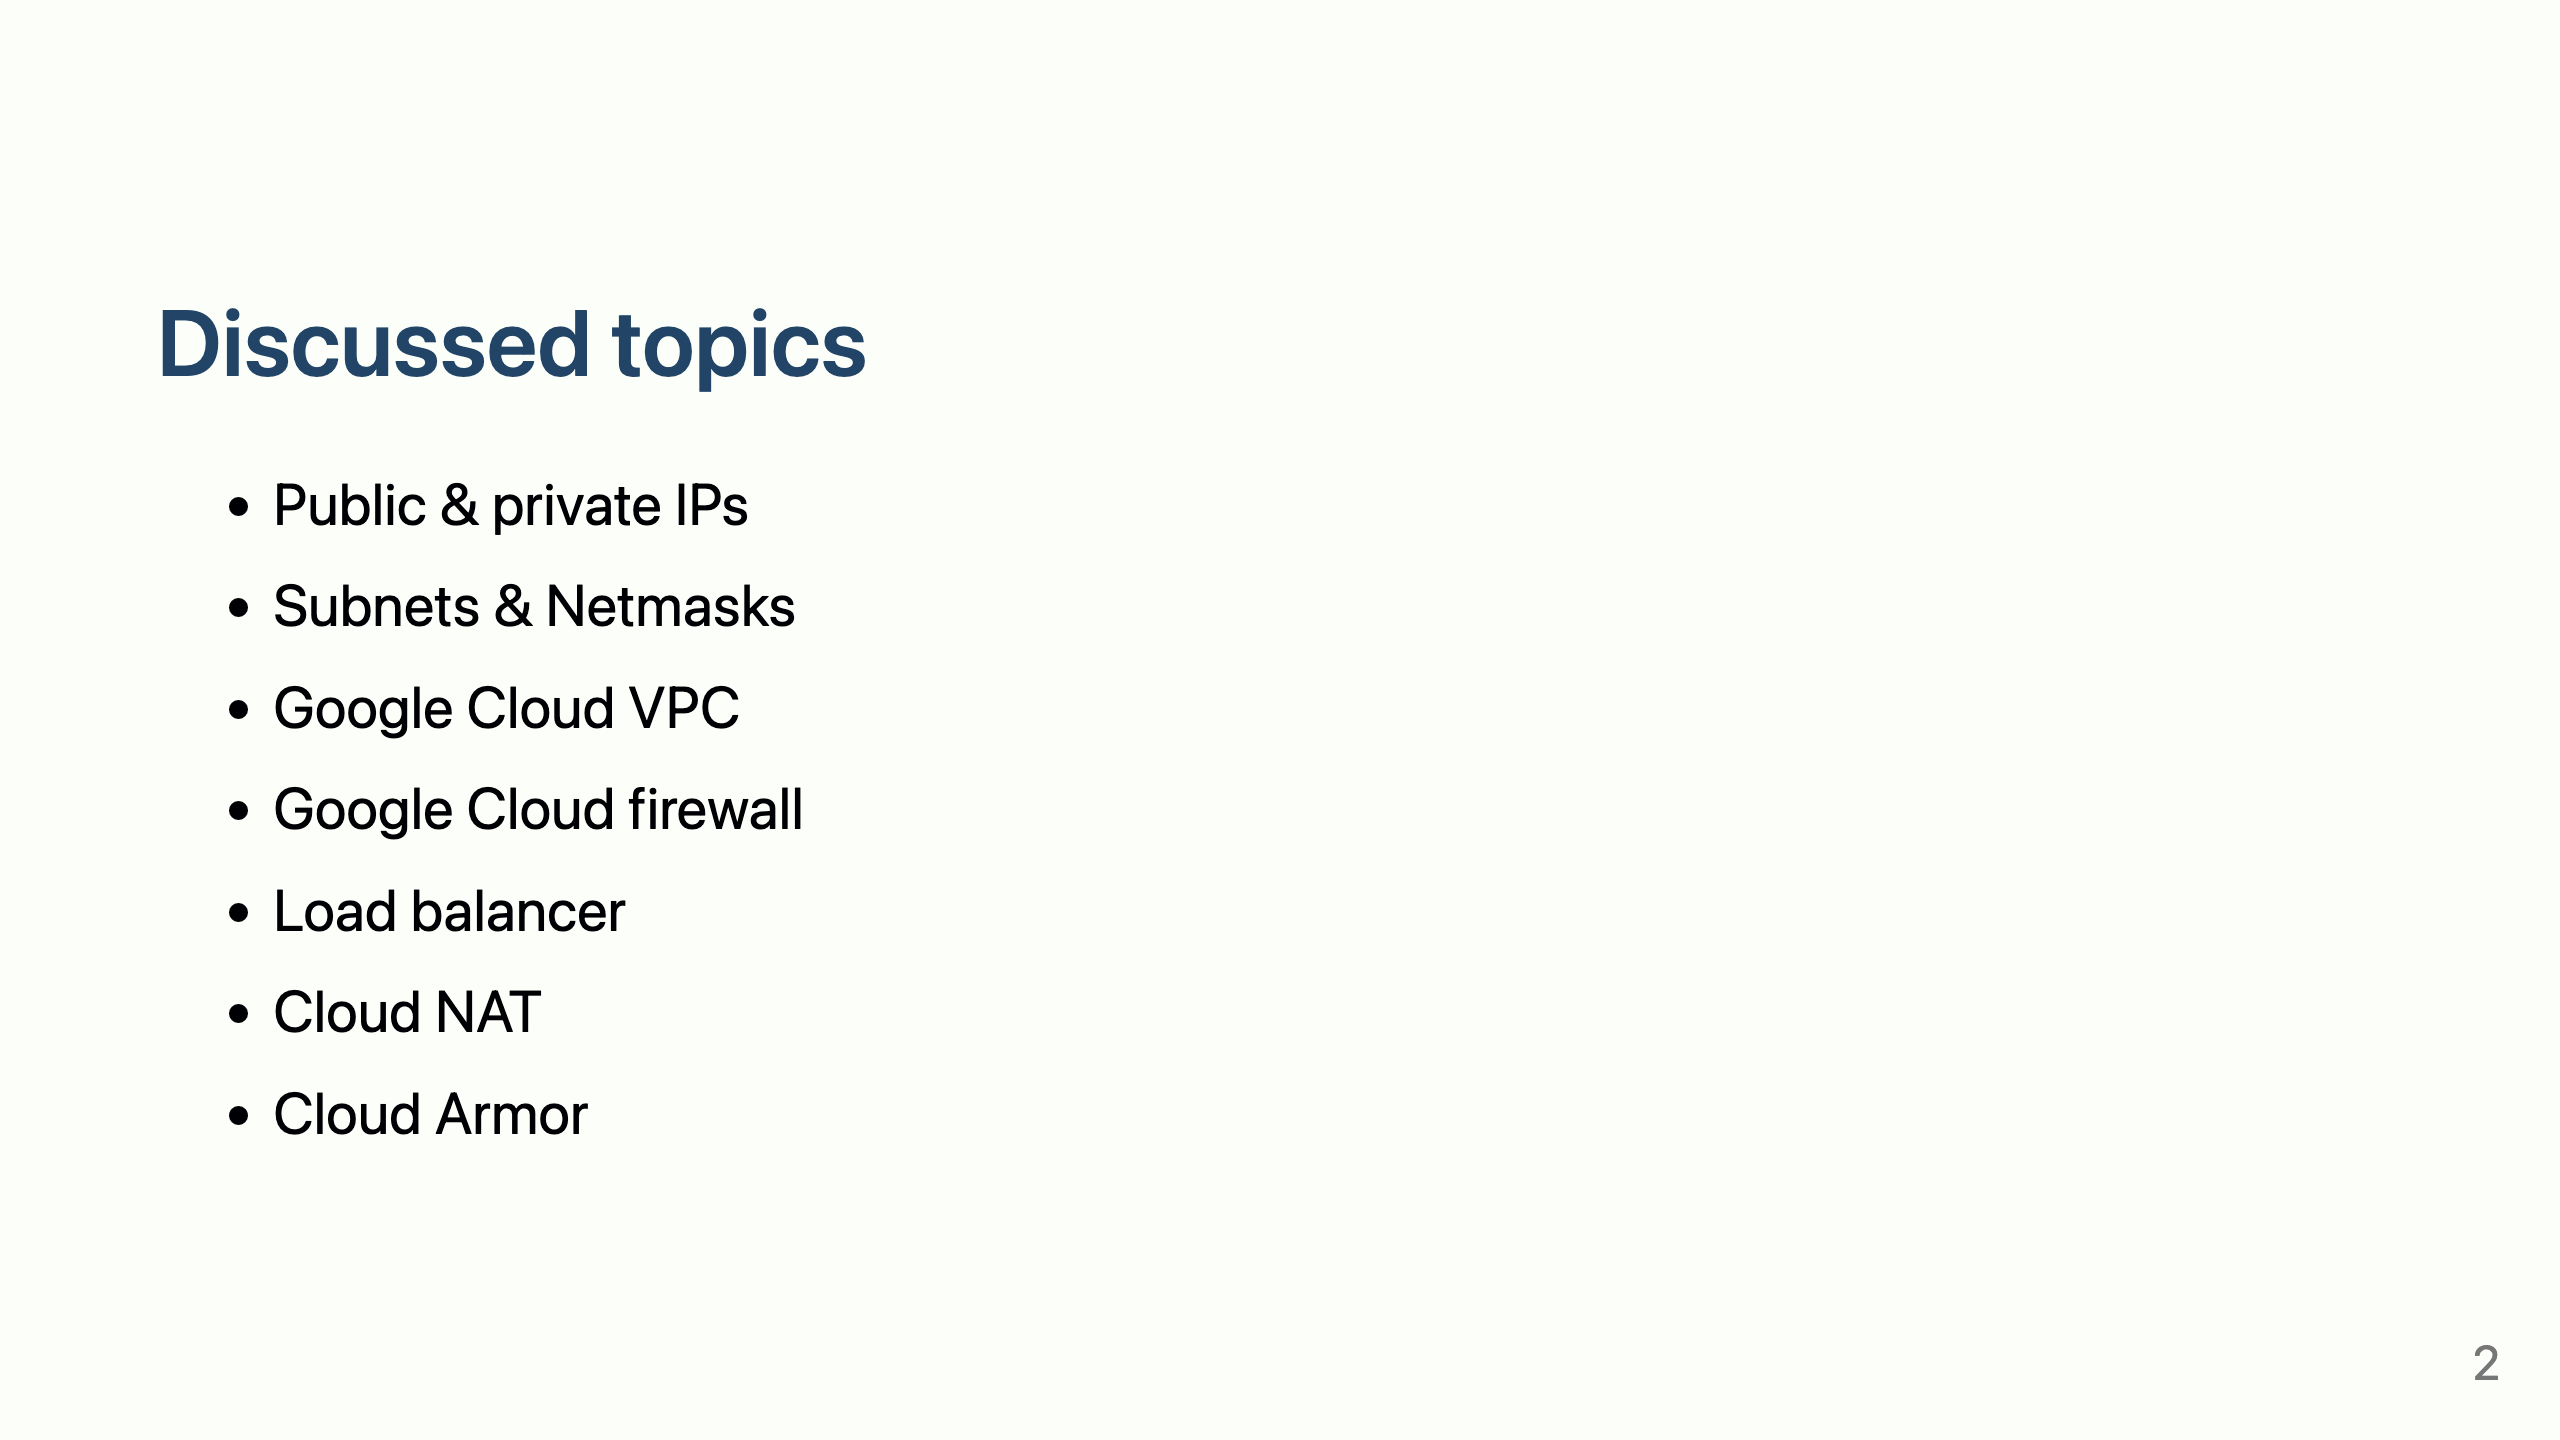 Discussed topics
• Public & private IPs
• Subnets & Netmasks
• Google Cloud VPC
• Google Cloud firewall
• Load balancer
• Cloud NAT
• Cloud Armor
2